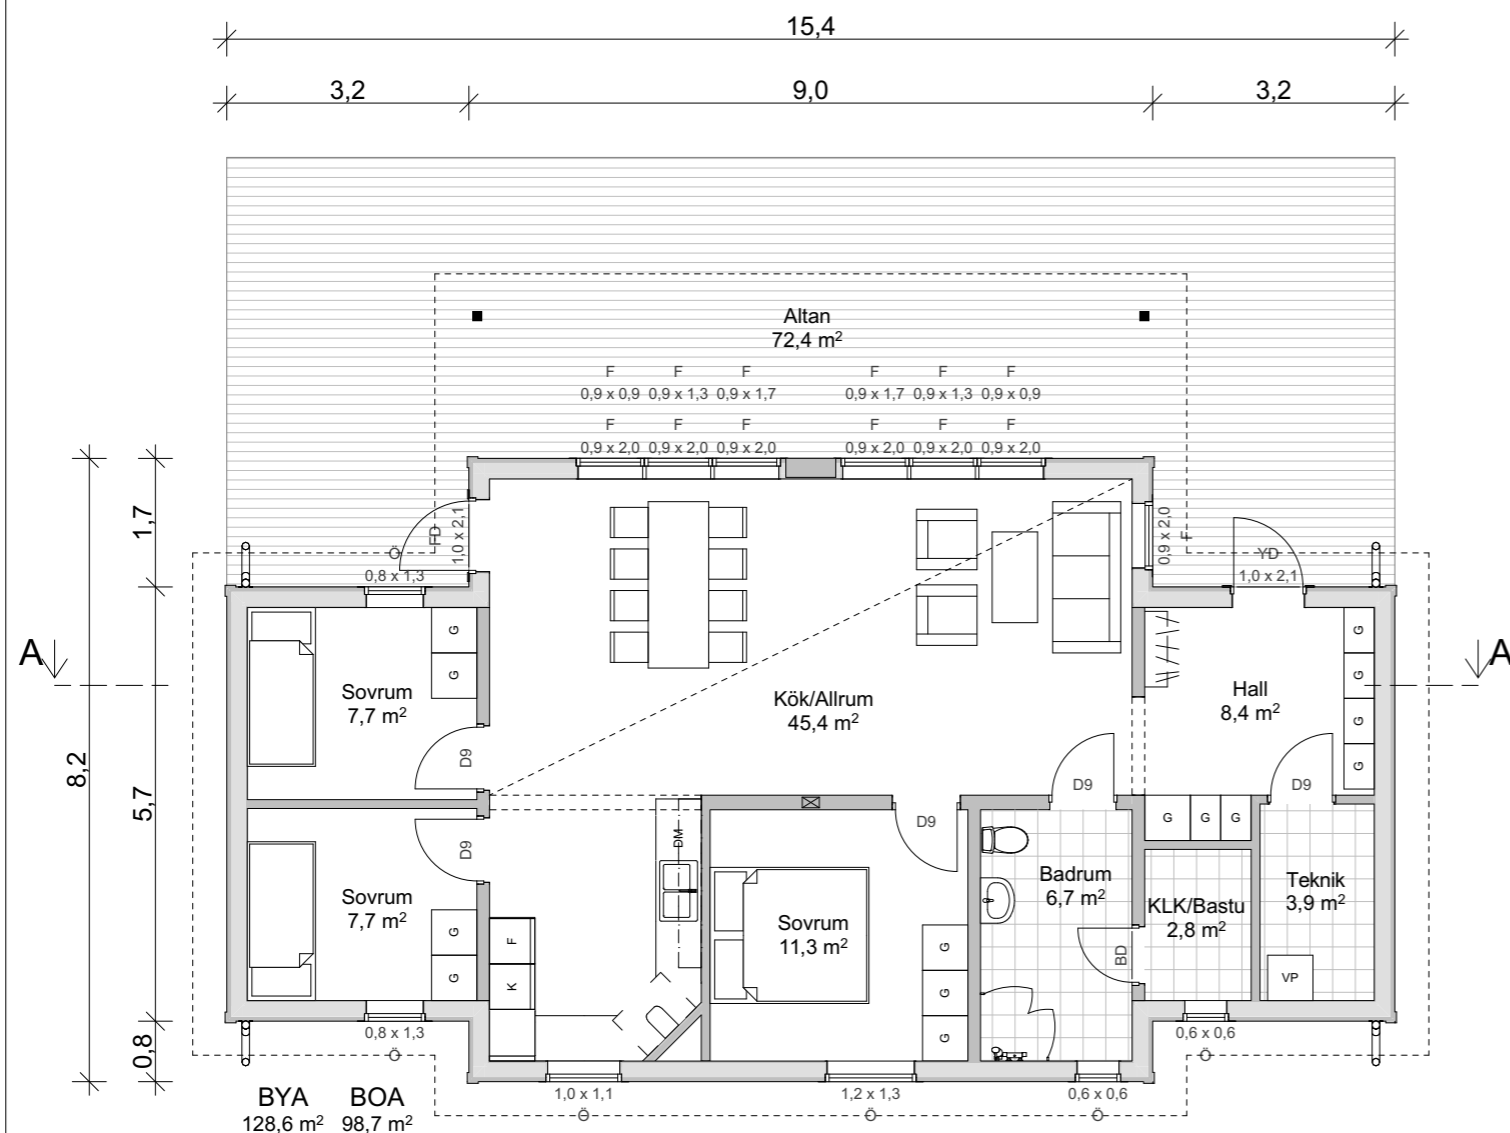 15,4
3,2 9,0 3,2
Altan
72,4 m²
F F F F F F
0,9 x 0,9 0,9 x 1,3 0,9 x 1,7 0,9 x 1,7 0,9 x 1,3 0,9 x 0,9
F F F F F F
0,9 x 2,0 0,9 x 2,0 0,9 x 2,0 0,9 x 2,0 0,9 x 2,0 0,9 x 2,0
1,7
FD
1,0 x 2,1
0,9 x 2,0
F
Ö
0,8 x 1,3
YD
1,0 x 2,1
G
G
G
G
G
G
A
A
Sovrum
7,7 m²
Kök/Allrum
45,4 m²
Hall
8,4 m²
8,2
5,7
D9
D9
D9
D9
D9
G G G
DM
Sovrum
7,7 m²
G
G
F
K
Sovrum
11,3 m²
G
G
G
Badrum
6,7 m²
KLK/Bastu
2,8 m²
BD
Teknik
3,9 m²
VP
0,8
0,8 x 1,3
Ö
0,6 x 0,6
Ö
1,0 x 1,1
Ö
1,2 x 1,3
Ö
0,6 x 0,6
Ö
BYA BOA
128,6 m² 98,7 m²